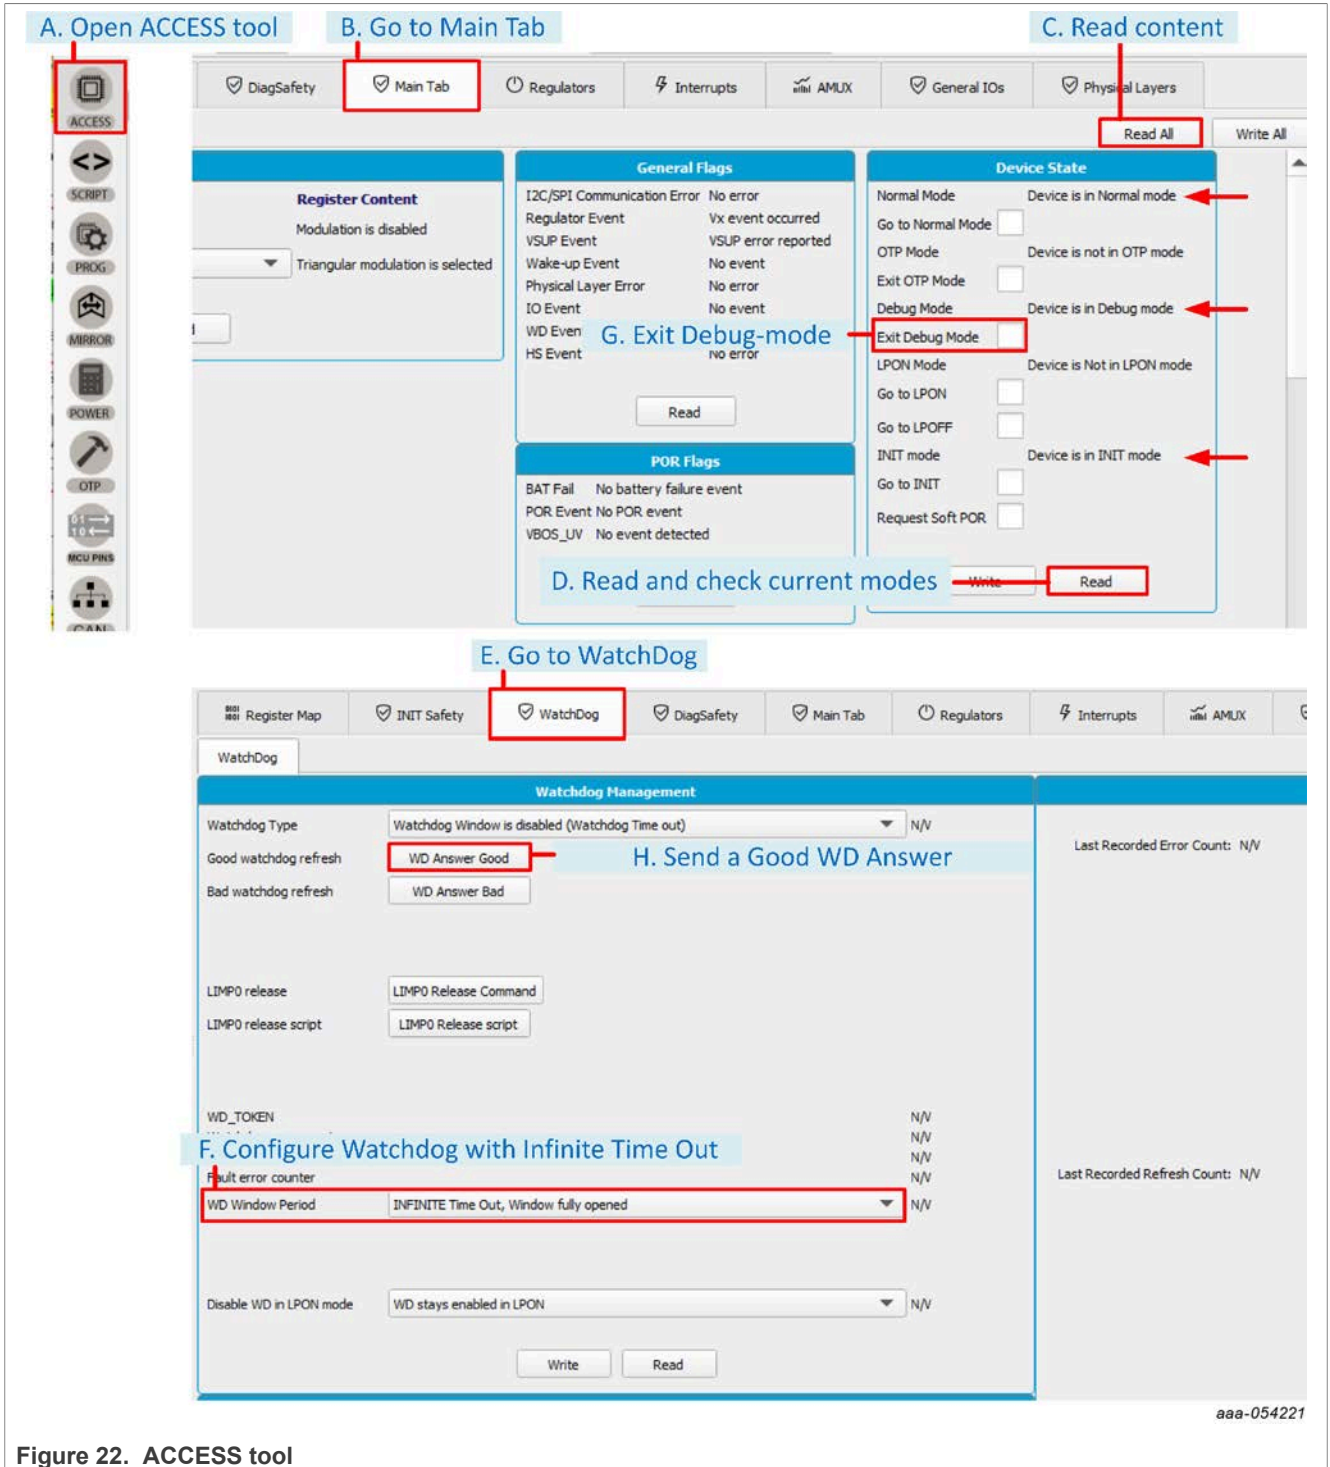 A. Open ACCESS tool
B. Go to Main Tab
C. Read content
ACCESS
SCRIPT
PROG
MIRROR
POWER
OTP
MCU PINS
CAN
DiagSafety
Main Tab
Regulators
Interrupts
AMUX
General IOs
Physical Layers
Read All
Write All
Register Content
Modulation is disabled
Triangular modulation is selected
General Flags
I2C/SPI Communication Error No error
Regulator Event Vx event occurred
VSUP Event VSUP error reported
Wake-up Event No event
Physical Layer Error No error
IO Event No event
WD Even
HS Event No error
Read
G. Exit Debug-mode
POR Flags
BAT Fail No battery failure event
POR Event No POR event
VBOS_UV No event detected
Device State
Normal Mode Device is in Normal mode
Go to Normal Mode
OTP Mode Device is not in OTP mode
Exit OTP Mode
Debug Mode Device is in Debug mode
Exit Debug Mode
LPON Mode Device is Not in LPON mode
Go to LPON
Go to LPOFF
INIT mode Device is in INIT mode
Go to INIT
Request Soft POR
D. Read and check current modes
Write
Read
E. Go to WatchDog
Register Map
INIT Safety
WatchDog
DiagSafety
Main Tab
Regulators
Interrupts
AMUX
WatchDog
Watchdog Management
Watchdog Type Watchdog Window is disabled (Watchdog Time out) N/V
Good watchdog refresh WD Answer Good
H. Send a Good WD Answer
Bad watchdog refresh WD Answer Bad
Last Recorded Error Count: N/V
LIMP0 release LIMP0 Release Command
LIMP0 release script LIMP0 Release script
WD_TOKEN N/V
N/V
F. Configure Watchdog with Infinite Time Out
N/V
Fault error counter N/V
Last Recorded Refresh Count: N/V
WD Window Period INFINITE Time Out, Window fully opened N/V
Disable WD in LPON mode WD stays enabled in LPON N/V
Write
Read
aaa-054221
Figure 22. ACCESS tool